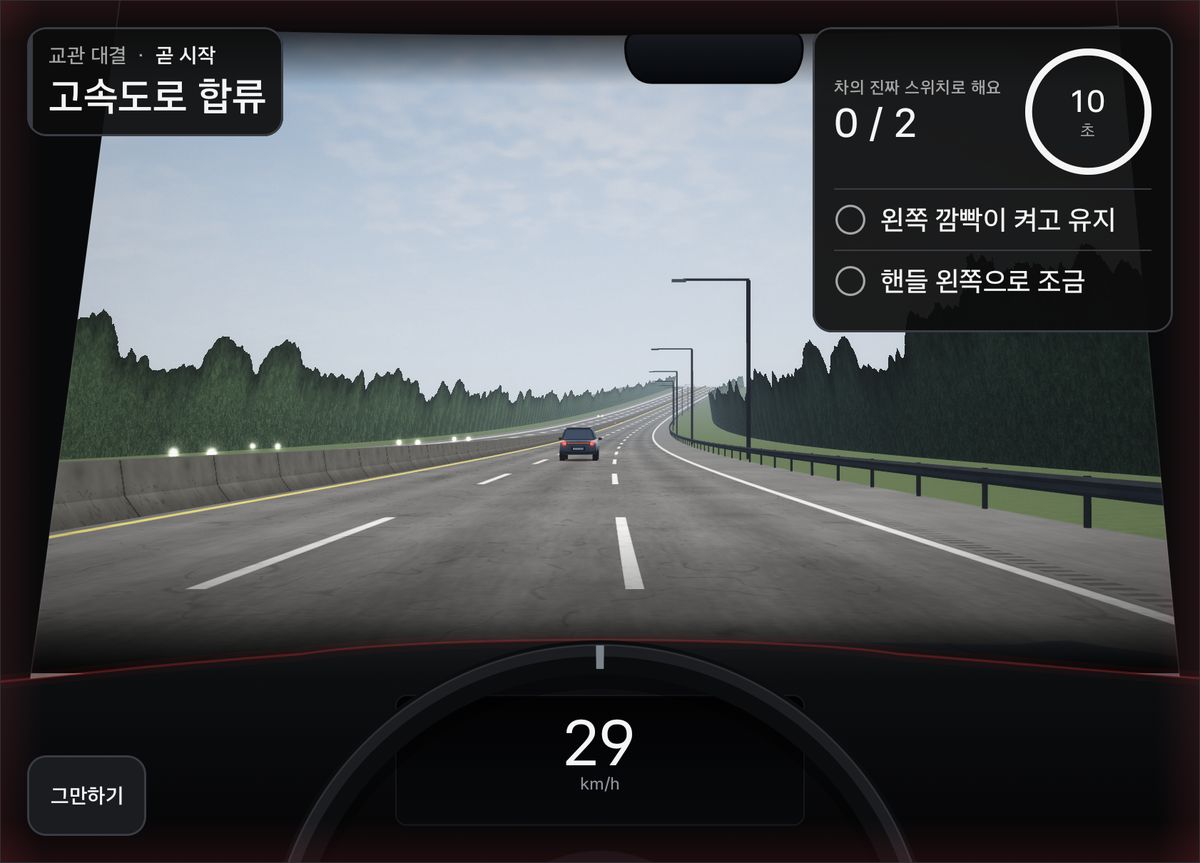 교관 대결 · 곧 시작
고속도로 합류
차의 진짜 스위치로 해요
0 / 2
10
초
왼쪽 깜빡이 켜고 유지
핸들 왼쪽으로 조금
29
km/h
그만하기